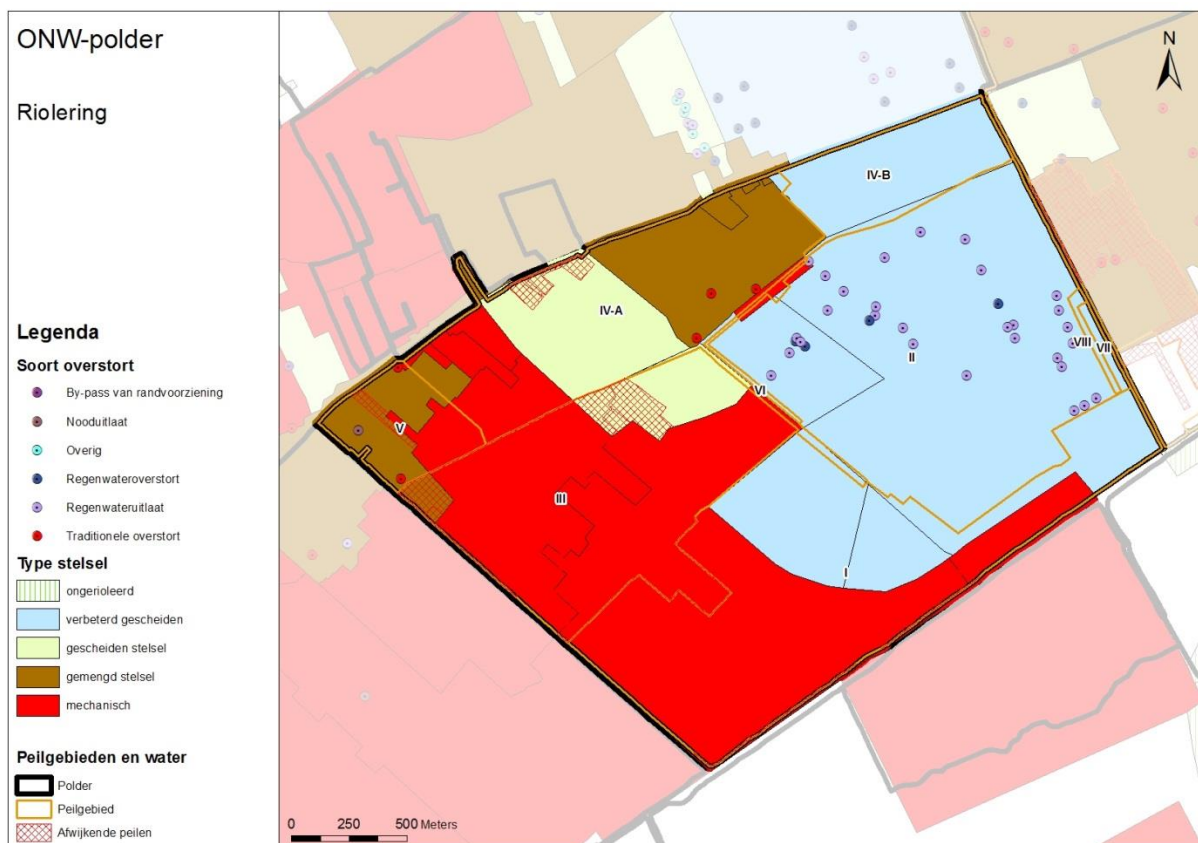 ONW-polder
Riolering
Legenda
Soort overstort
By-pass van randvoorziening
Nooduitlaat
Overig
Regenwateroverstort
Regenwateruitlaat
Traditionele overstort
Type stelsel
ongerioleerd
verbeterd gescheiden
gescheiden stelsel
gemengd stelsel
mechanisch
Peilgebieden en water
Polder
Peilgebied
Afwijkende peilen
N
IV-B
IV-A
II
VIII
VII
VI
V
III
I
0 250 500 Meters